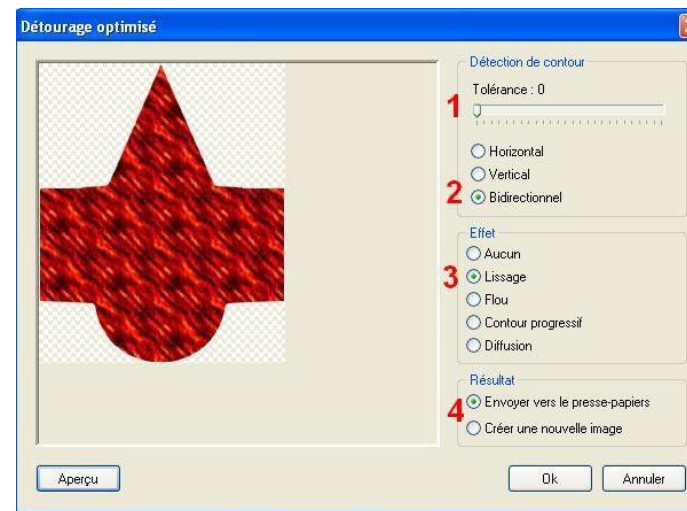 Détourage optimisé
Détection de contour
Tolérance : 0
1
Horizontal
Vertical
2 Bidirectionnel
Effet
Aucun
3 Lissage
Flou
Contour progressif
Diffusion
Résultat
4 Envoyer vers le presse-papiers
Créer une nouvelle image
Aperçu Ok Annuler